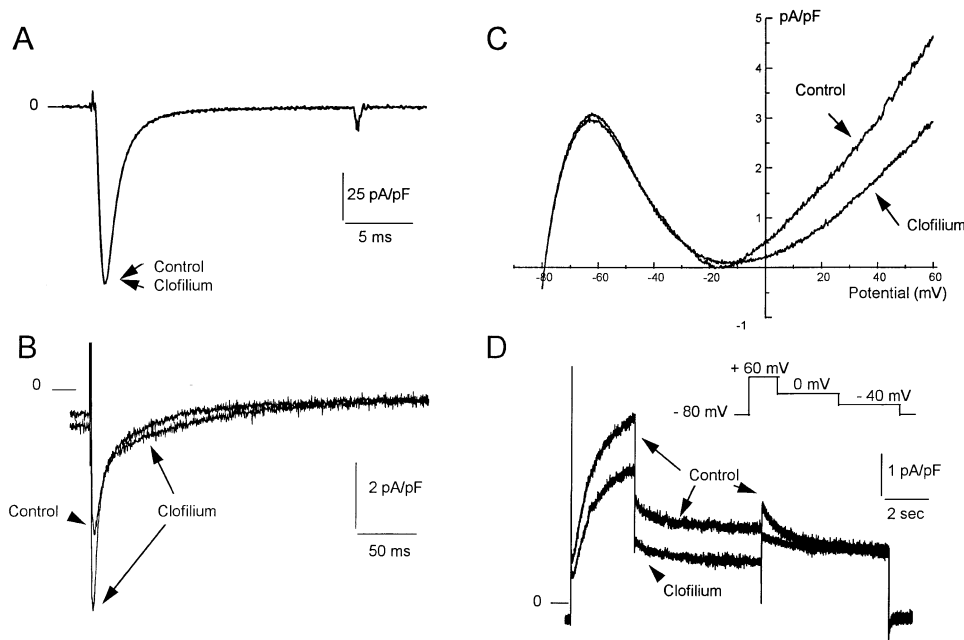 A
0
25 pA/pF
5 ms
Control
Clofilium
B
0
Control
Clofilium
2 pA/pF
50 ms
C
pA/pF
5
4
3
2
1
-1
-80
-60
-40
-20
20
40
60
Potential (mV)
Control
Clofilium
D
+ 60 mV
0 mV
- 40 mV
- 80 mV
Control
Clofilium
1 pA/pF
2 sec
0